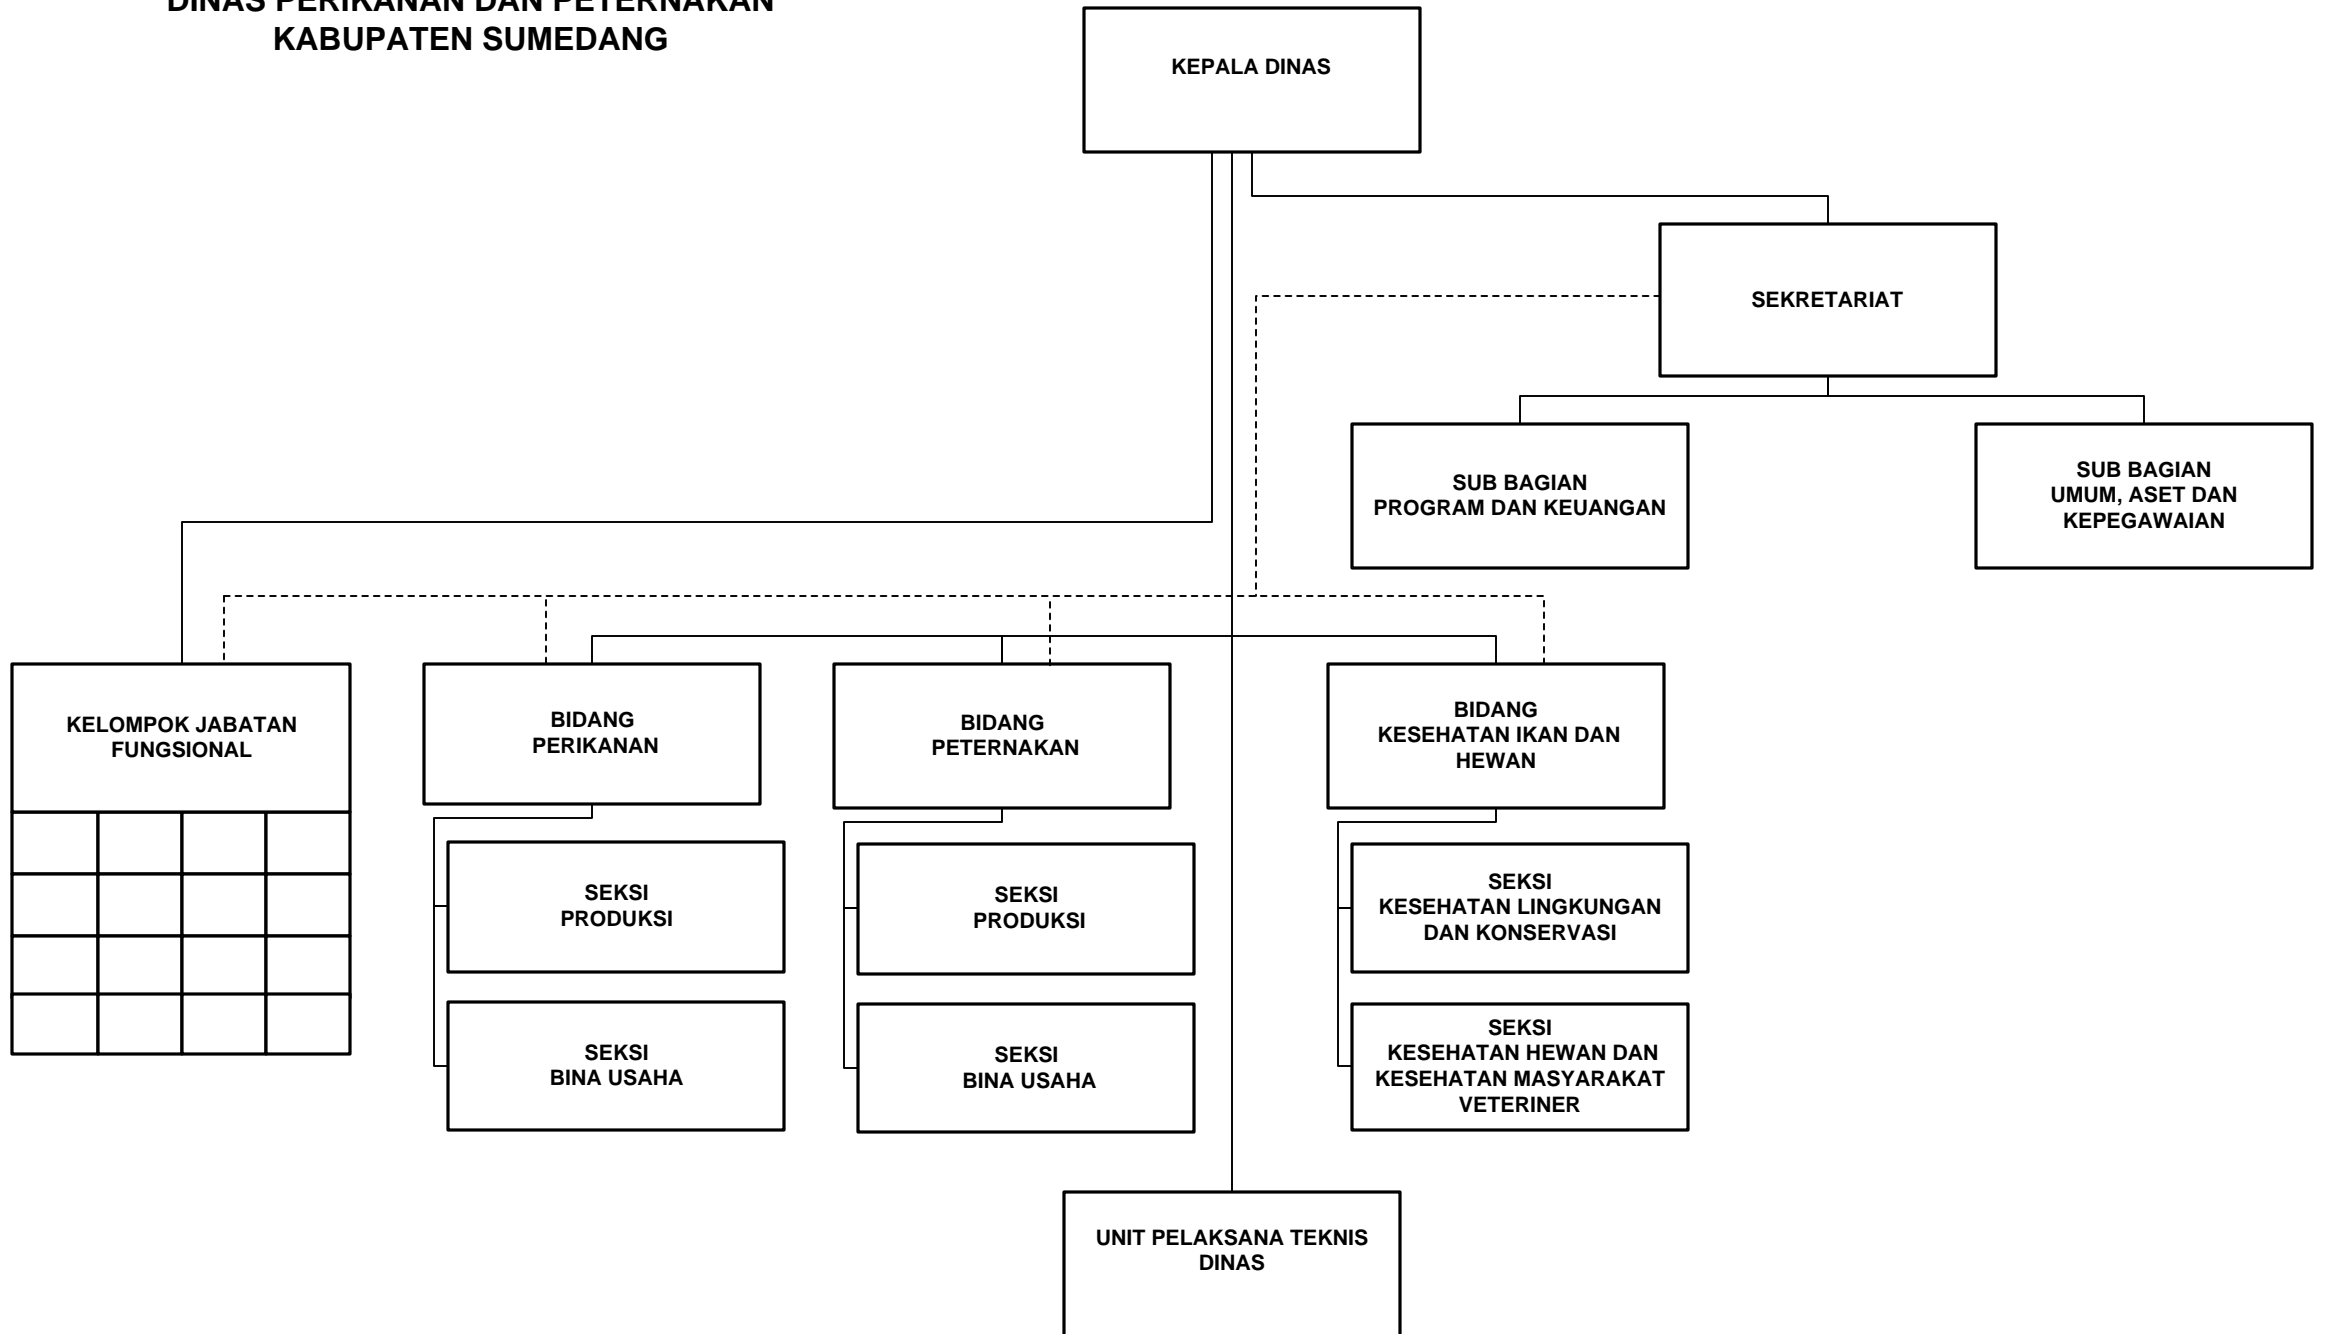 DINAS PERIKANAN DAN PETERNAKAN
KABUPATEN SUMEDANG
KEPALA DINAS
SEKRETARIAT
SUB BAGIAN
PROGRAM DAN KEUANGAN
SUB BAGIAN
UMUM, ASET DAN
KEPEGAWAIAN
KELOMPOK JABATAN
FUNGSIONAL
BIDANG
PERIKANAN
BIDANG
PETERNAKAN
BIDANG
KESEHATAN IKAN DAN
HEWAN
SEKSI
PRODUKSI
SEKSI
PRODUKSI
SEKSI
KESEHATAN LINGKUNGAN
DAN KONSERVASI
SEKSI
BINA USAHA
SEKSI
BINA USAHA
SEKSI
KESEHATAN HEWAN DAN
KESEHATAN MASYARAKAT
VETERINER
UNIT PELAKSANA TEKNIS
DINAS